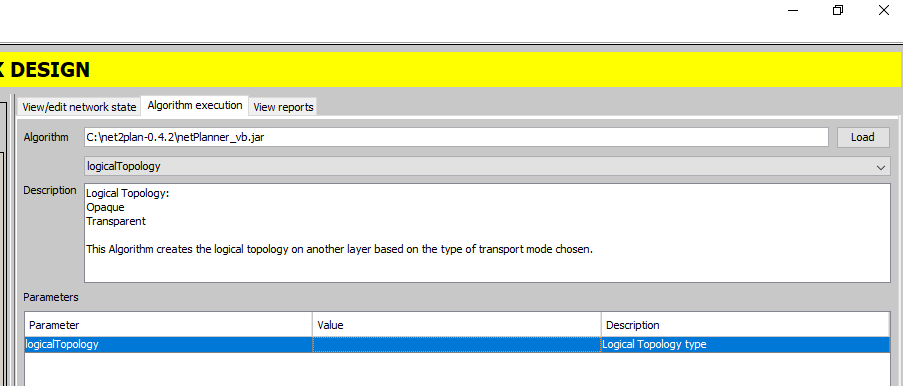 DESIGN
View/edit network state
Algorithm execution
View reports
Algorithm
C:\net2plan-0.4.2\netPlanner_vb.jar
Load
logicalTopology
Description
Logical Topology:
Opaque
Transparent
This Algorithm creates the logical topology on another layer based on the type of transport mode chosen.
Parameters
Parameter
Value
Description
logicalTopology
Logical Topology type